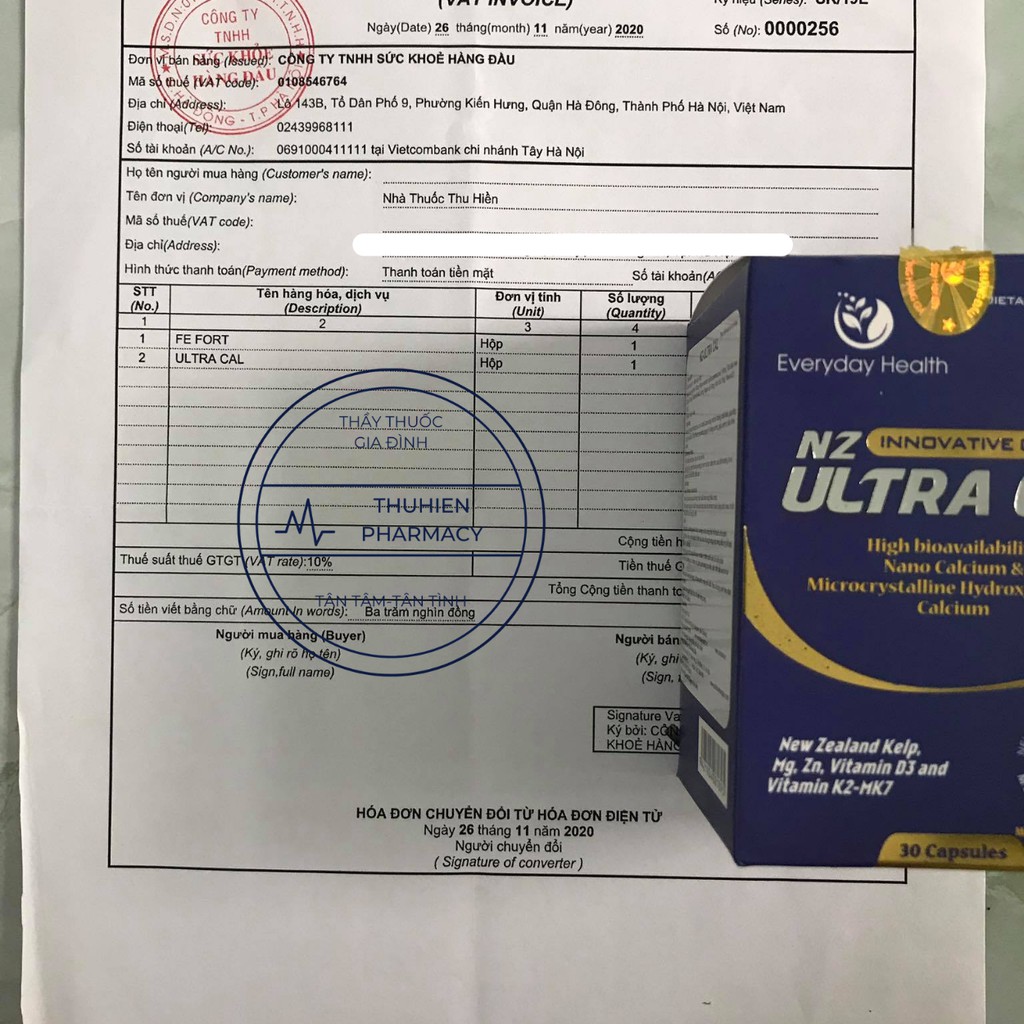 (VAT INVOICE)
Ngày(Date) 26 tháng(month) 11 năm(year) 2020
Số (No): 0000256
CÔNG TY
TNHH
SỨC KHOẺ
HÀNG ĐẦU
Đơn vị bán hàng (Issued): CÔNG TY TNHH SỨC KHOẺ HÀNG ĐẦU
Mã số thuế (VAT code): 0108546764
Địa chỉ (Address): Lô 143B, Tổ Dân Phố 9, Phường Kiến Hưng, Quận Hà Đông, Thành Phố Hà Nội, Việt Nam
Điện thoại(Tel): 02439968111
Số tài khoản (A/C No.): 0691000411111 tại Vietcombank chi nhánh Tây Hà Nội
Họ tên người mua hàng (Customer's name):
Tên đơn vị (Company's name): Nhà Thuốc Thu Hiền
Mã số thuế(VAT code):
Địa chỉ(Address):
Hình thức thanh toán(Payment method): Thanh toán tiền mặt Số tài khoản(A/
STT (No.) Tên hàng hóa, dịch vụ (Description) Đơn vị tính (Unit) Số lượng (Quantity)
1 2 3 4
1 FE FORT Hộp 1
2 ULTRA CAL Hộp 1
THẦY THUỐC
GIA ĐÌNH
THUHIEN
PHARMACY
TẬN TÂM-TẬN TÌNH
Cộng tiền h
Thuế suất thuế GTGT (VAT rate):10% Tiền thuế G
Tổng Cộng tiền thanh to
Số tiền viết bằng chữ (Amount In words): Ba trăm nghìn đồng
Người mua hàng (Buyer) Người bán
(Ký, ghi rõ họ tên) (Ký, ghi
(Sign,full name) (Sign,
Signature Va
Ký bởi: CÔN
KHOẺ HÀNG
HÓA ĐƠN CHUYỂN ĐỔI TỪ HÓA ĐƠN ĐIỆN TỬ
Ngày 26 tháng 11 năm 2020
Người chuyển đổi
( Signature of converter )
Everyday Health
NZ INNOVATIVE
ULTRA
High bioavailabili
Nano Calcium &
Microcrystalline Hydrox
Calcium
New Zealand Kelp,
Mg, Zn, Vitamin D3 and
Vitamin K2-MK7
30 Capsules